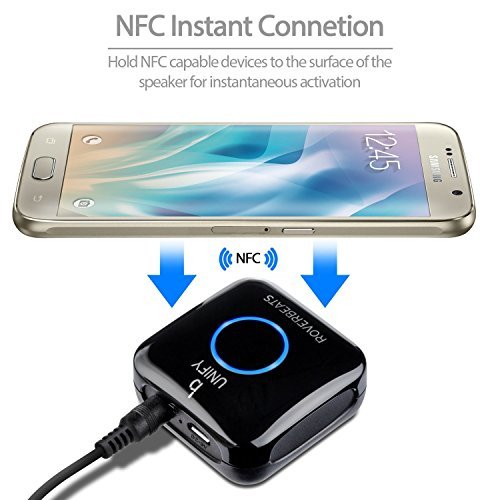 NFC Instant Connetion
Hold NFC capable devices to the surface of the
speaker for instantaneous activation
12:45
SAMSUNG
NFC
ROVERBEATS
UNIFY
b